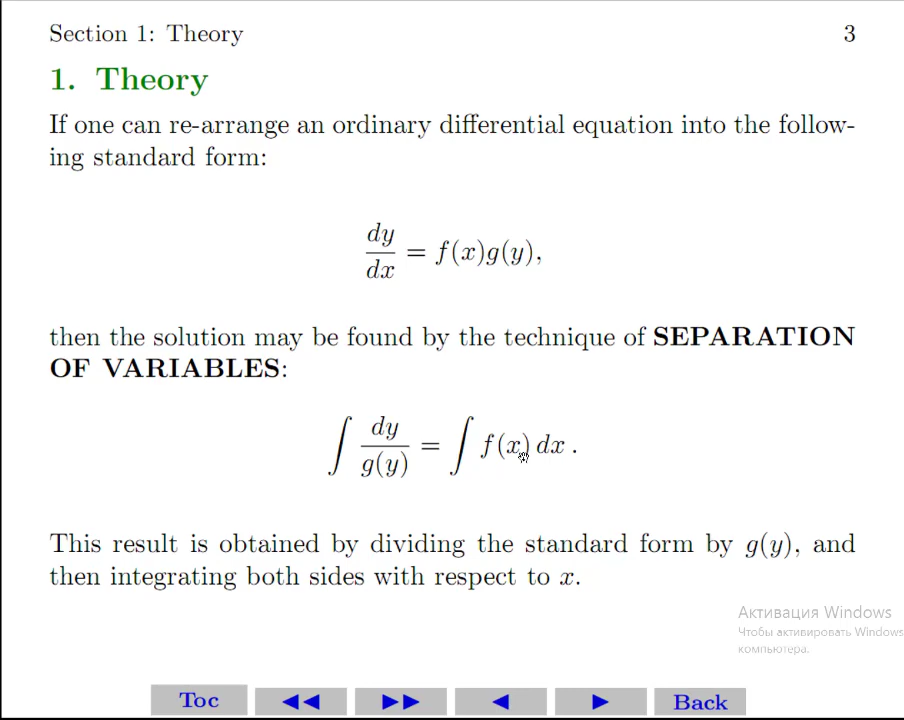 Section 1: Theory 3
1. Theory
If one can re-arrange an ordinary differential equation into the follow-
ing standard form:
dy/dx = f(x)g(y),
then the solution may be found by the technique of SEPARATION
OF VARIABLES:
∫ dy/g(y) = ∫ f(x) dx .
This result is obtained by dividing the standard form by g(y), and
then integrating both sides with respect to x.
Активация Windows
Чтобы активировать Windows
компьютера.
Toc ◀◀ ▶▶ ◀ ▶ Back